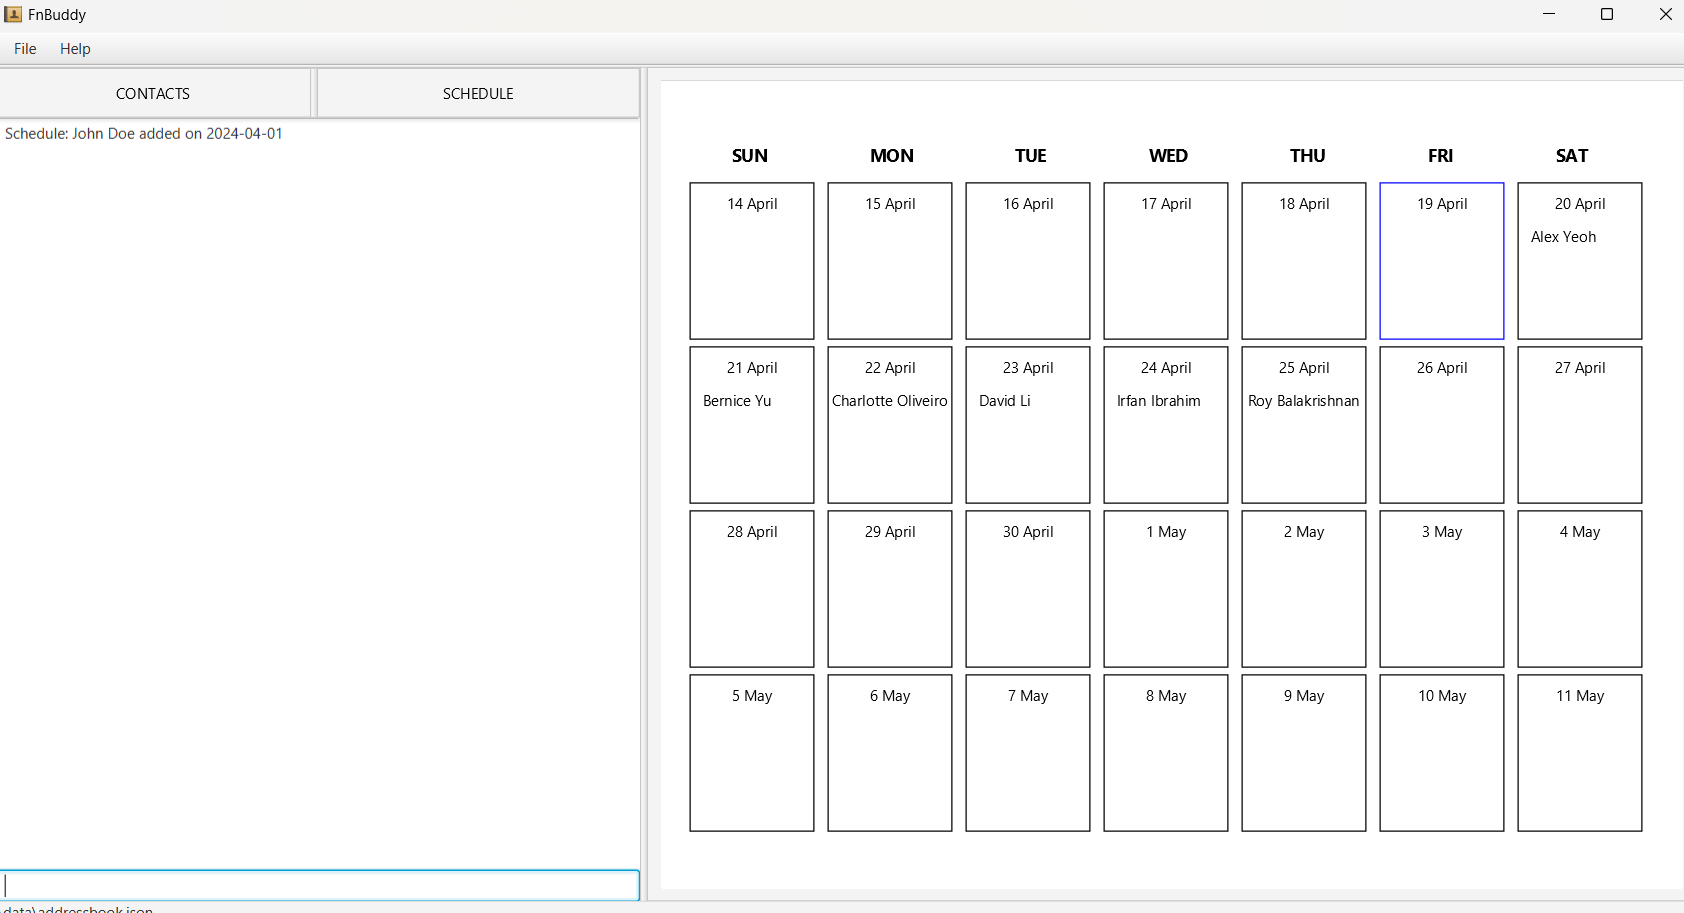 FnBuddy
File Help
CONTACTS SCHEDULE
Schedule: John Doe added on 2024-04-01
SUN MON TUE WED THU FRI SAT
14 April 15 April 16 April 17 April 18 April 19 April 20 April
Alex Yeoh
21 April 22 April 23 April 24 April 25 April 26 April 27 April
Bernice Yu Charlotte Oliveiro David Li Irfan Ibrahim Roy Balakrishnan
28 April 29 April 30 April 1 May 2 May 3 May 4 May
5 May 6 May 7 May 8 May 9 May 10 May 11 May
data\addressbook.json